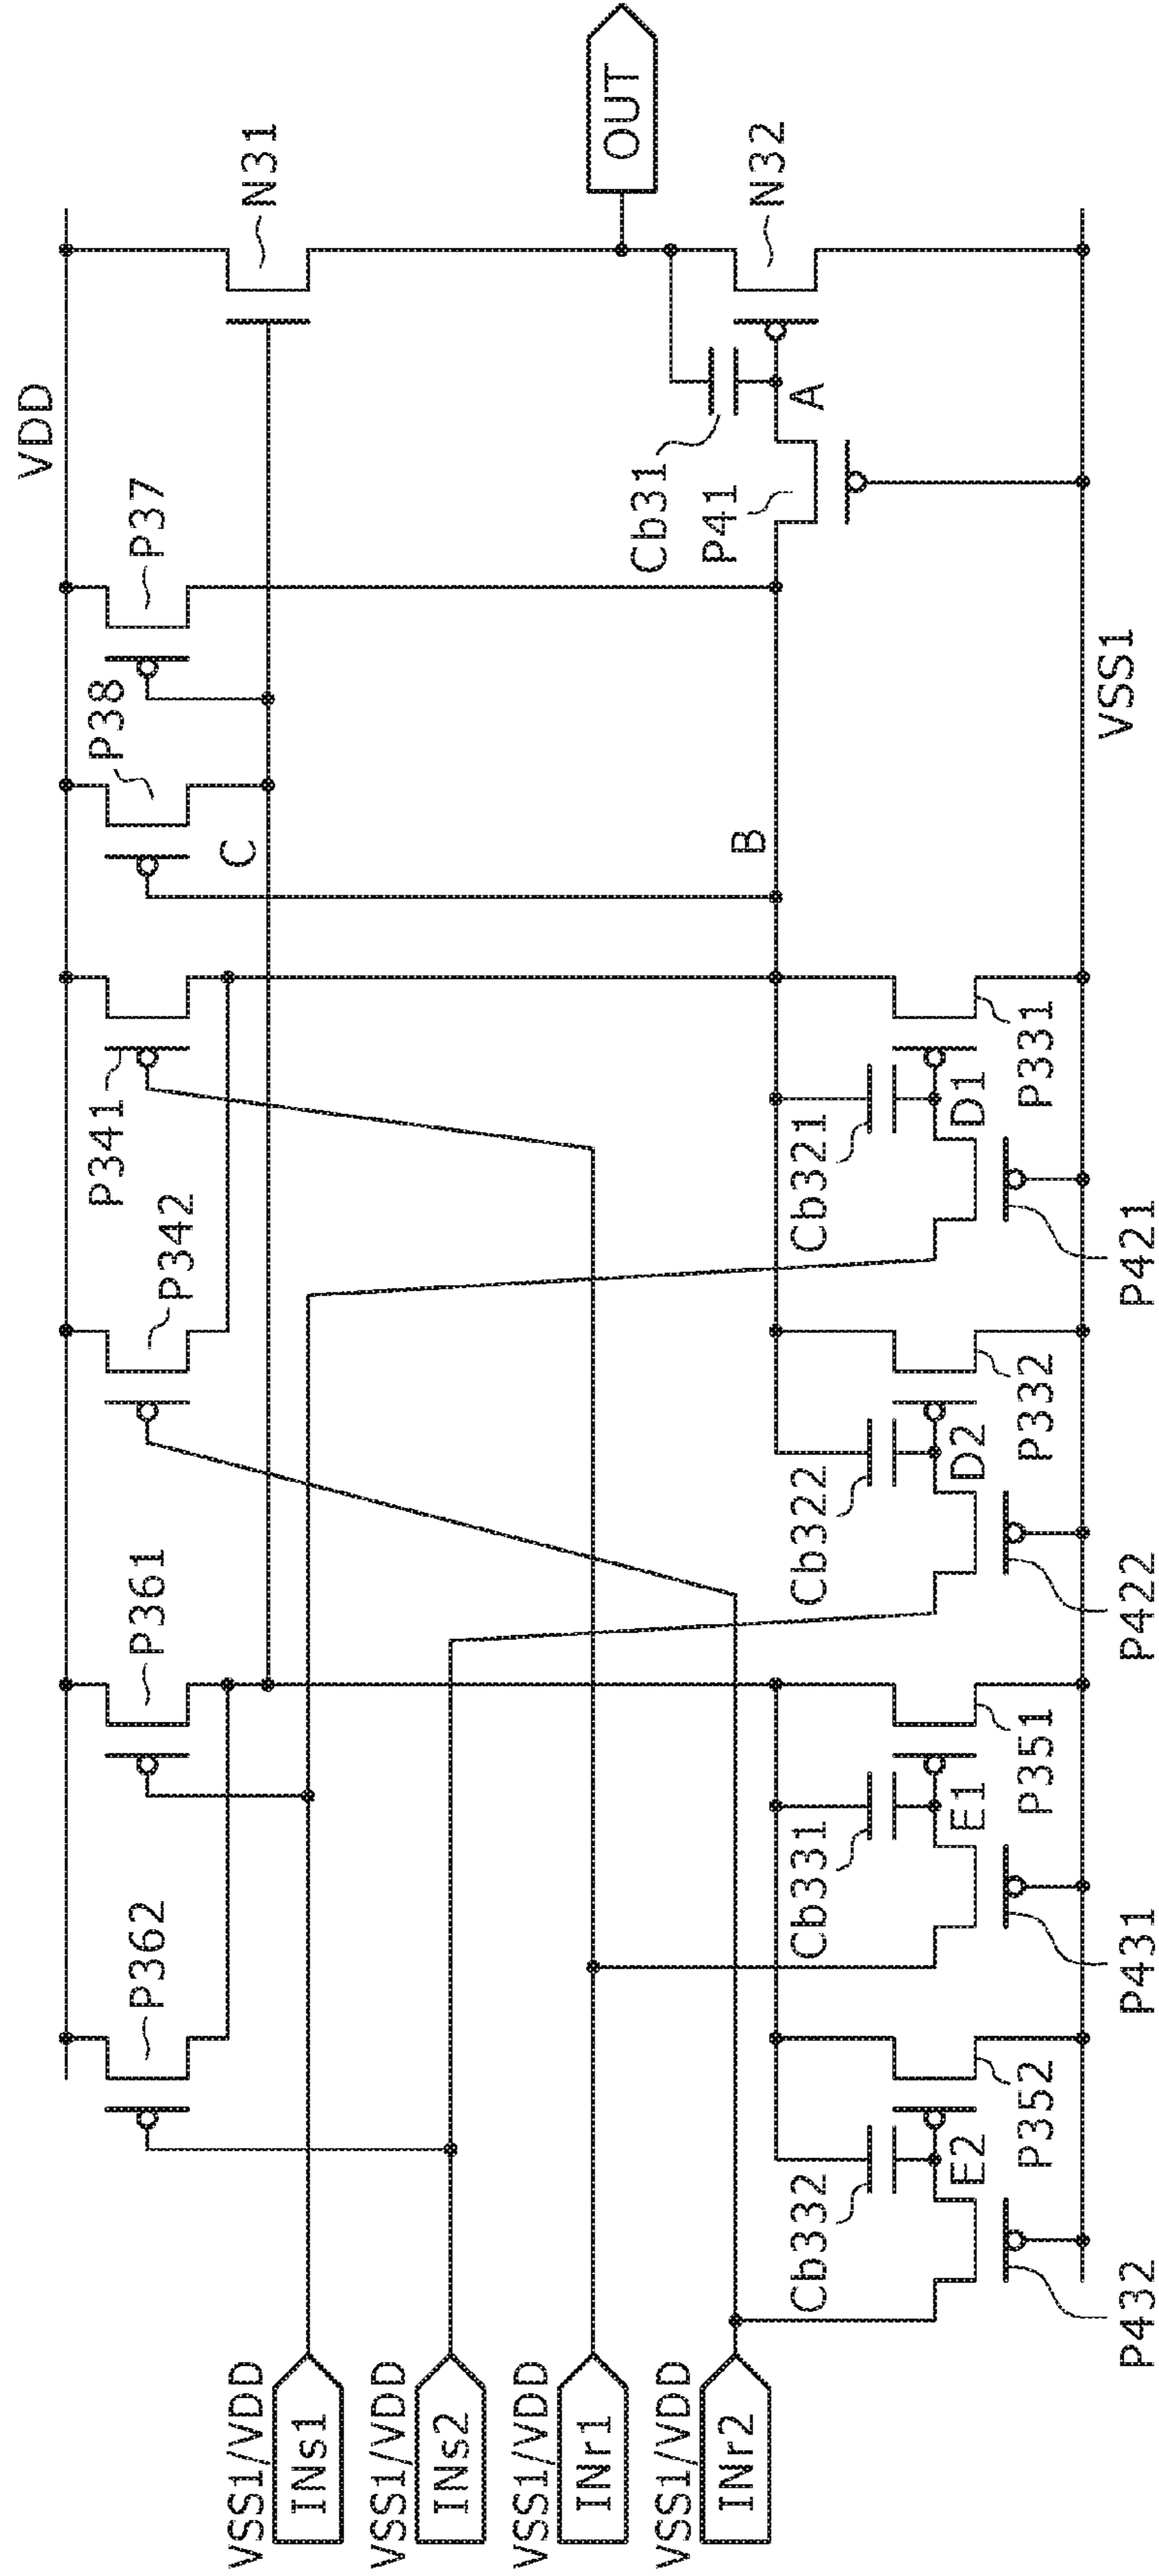 VDD
P362
P361
P342
P341
P38
P37
N31
C
VSS1/VDD
INs1
VSS1/VDD
INs2
VSS1/VDD
INr1
VSS1/VDD
INr2
OUT
B
Cb31
P41
A
N32
Cb332
E2
P352
Cb331
E1
P351
Cb322
D2
P332
Cb321
D1
P331
P432
P431
P422
P421
VSS1